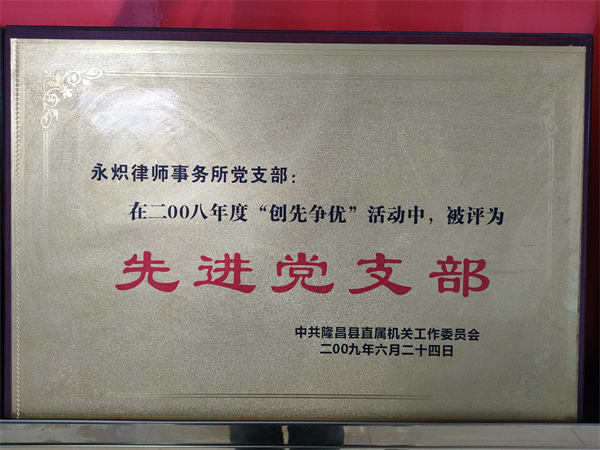 永炽律师事务所党支部：
在二00八年度“创先争优”活动中，被评为
先进党支部
中共隆昌县直属机关工作委员会
二00九年六月二十四日